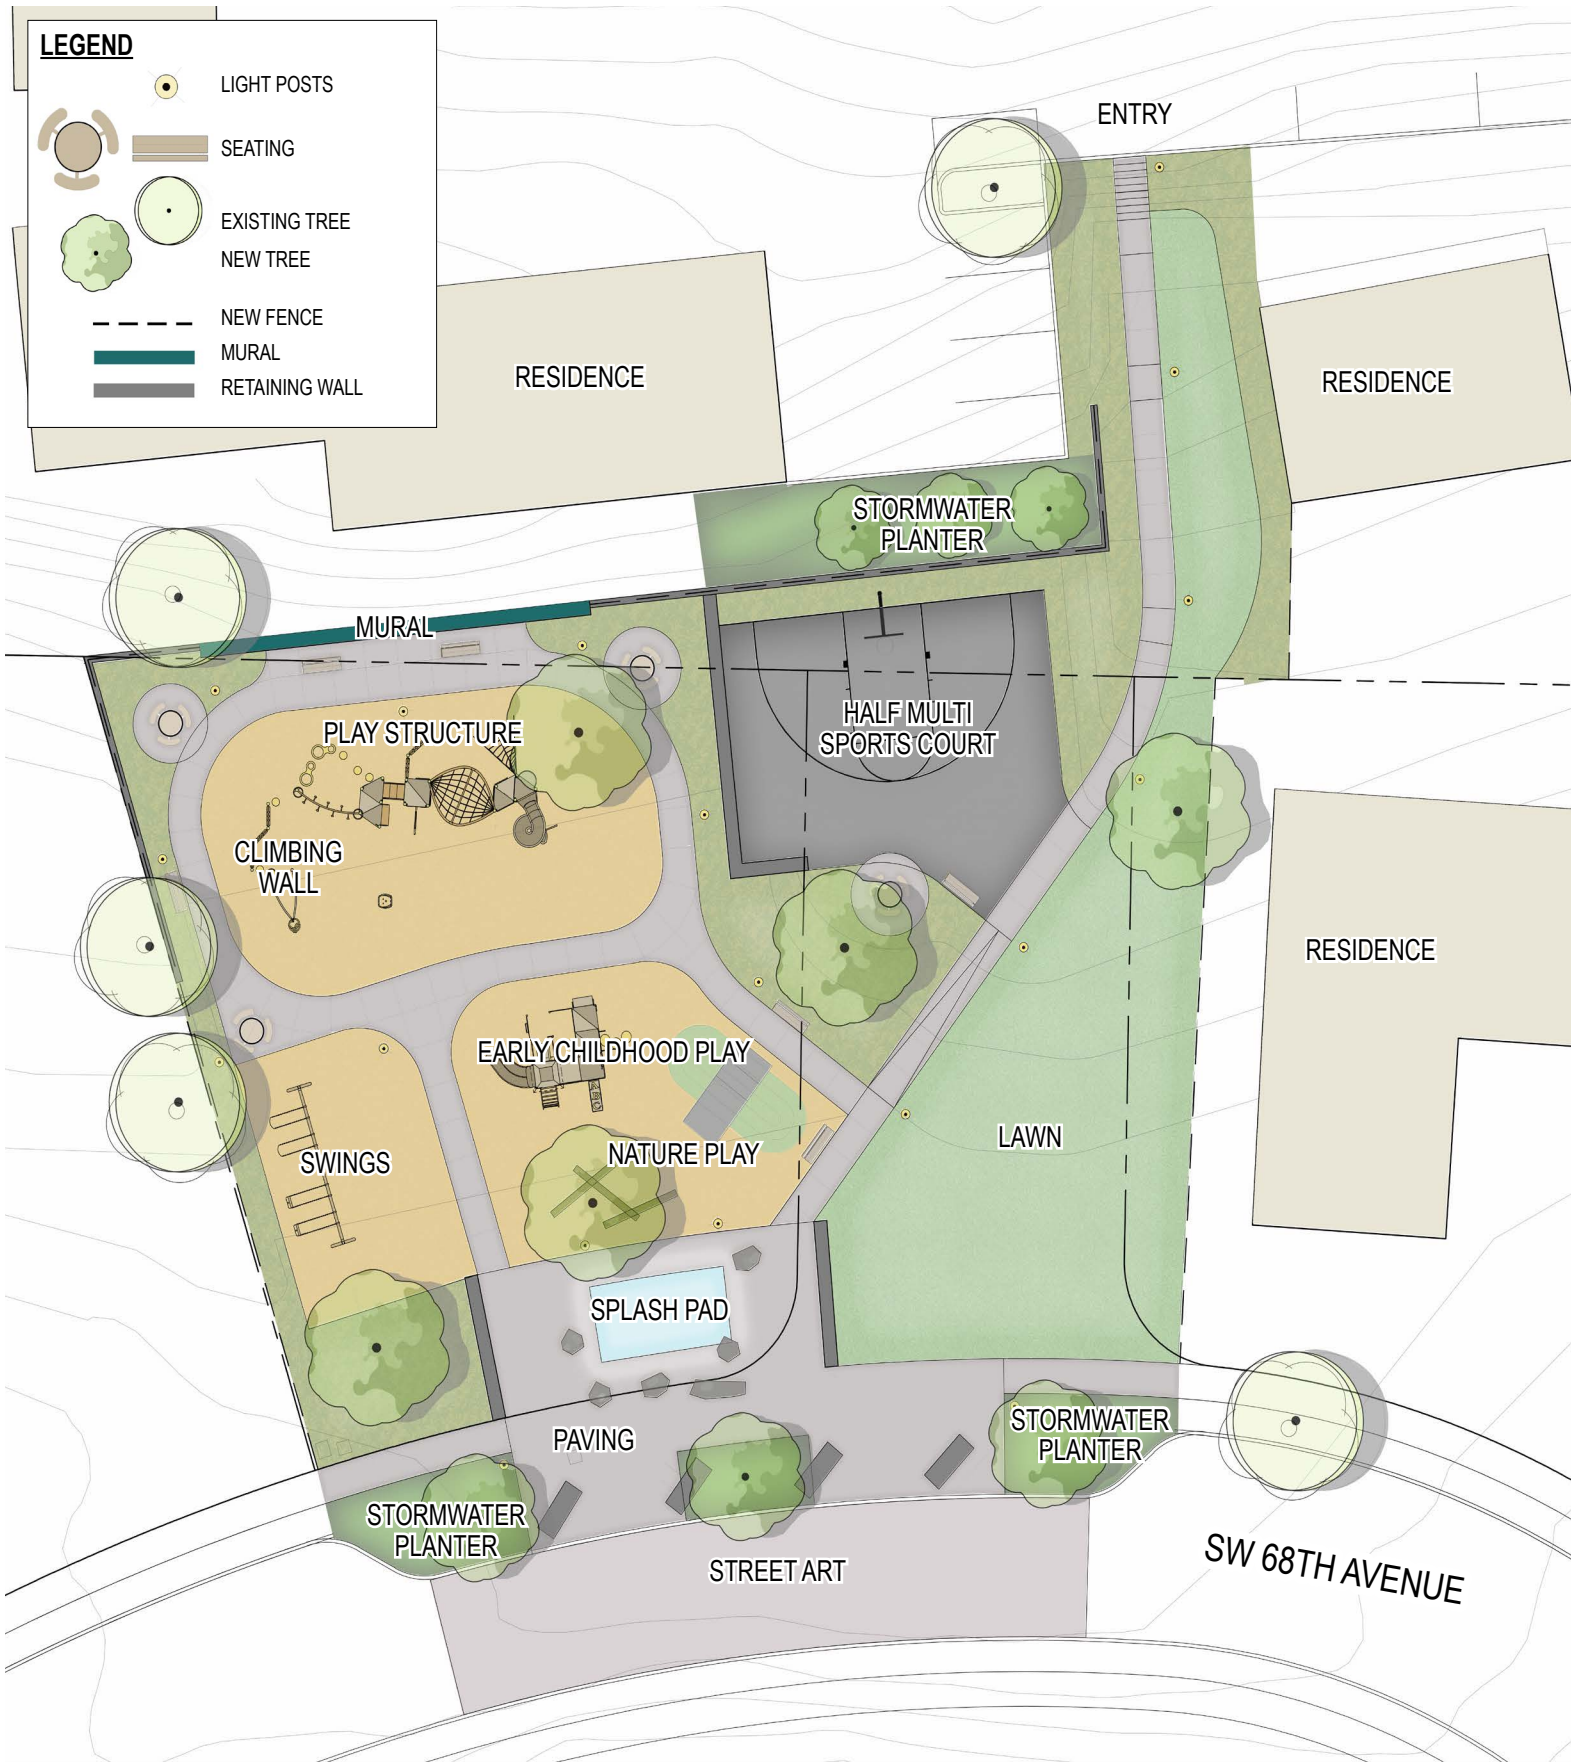 LEGEND
LIGHT POSTS
SEATING
EXISTING TREE
NEW TREE
NEW FENCE
MURAL
RETAINING WALL
ENTRY
RESIDENCE
RESIDENCE
STORMWATER
PLANTER
MURAL
PLAY STRUCTURE
HALF MULTI
SPORTS COURT
CLIMBING
WALL
RESIDENCE
EARLY CHILDHOOD PLAY
LAWN
NATURE PLAY
SWINGS
SPLASH PAD
PAVING
STORMWATER
PLANTER
STORMWATER
PLANTER
STREET ART
SW 68TH AVENUE